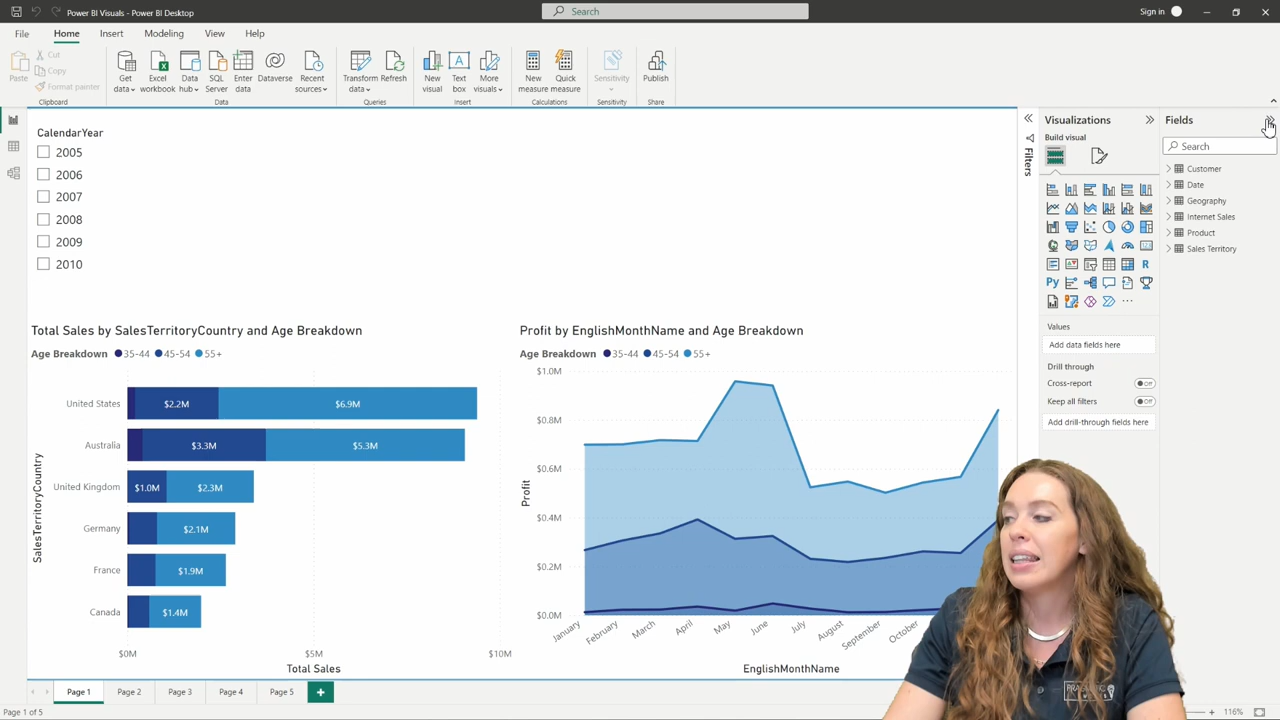 Power BI Visuals - Power BI Desktop
Search
Sign in
File
Home
Insert
Modeling
View
Help
Paste
Cut
Copy
Format painter
Clipboard
Get data
Excel workbook
Data hub
SQL Server
Enter data
Dataverse
Recent sources
Data
Transform data
Refresh
Queries
New visual
Text box
More visuals
Insert
New measure
Quick measure
Calculations
Sensitivity
Sensitivity
Publish
Share
CalendarYear
2005
2006
2007
2008
2009
2010
Total Sales by SalesTerritoryCountry and Age Breakdown
Age Breakdown 35-44 45-54 55+
SalesTerritoryCountry
United States $2.2M $6.9M
Australia $3.3M $5.3M
United Kingdom $1.0M $2.3M
Germany $2.1M
France $1.9M
Canada $1.4M
$0M $5M $10M
Total Sales
Profit by EnglishMonthName and Age Breakdown
Age Breakdown 35-44 45-54 55+
Profit
$1.0M
$0.8M
$0.6M
$0.4M
$0.2M
$0.0M
January February March April May June July August September October
EnglishMonthName
Filters
Visualizations
Build visual
R
Py
Values
Add data fields here
Drill through
Cross-report
Off
Keep all filters
Off
Add drill-through fields here
Fields
Search
Customer
Date
Geography
Internet Sales
Product
Sales Territory
Page 1
Page 2
Page 3
Page 4
Page 5
Page 1 of 5
116%